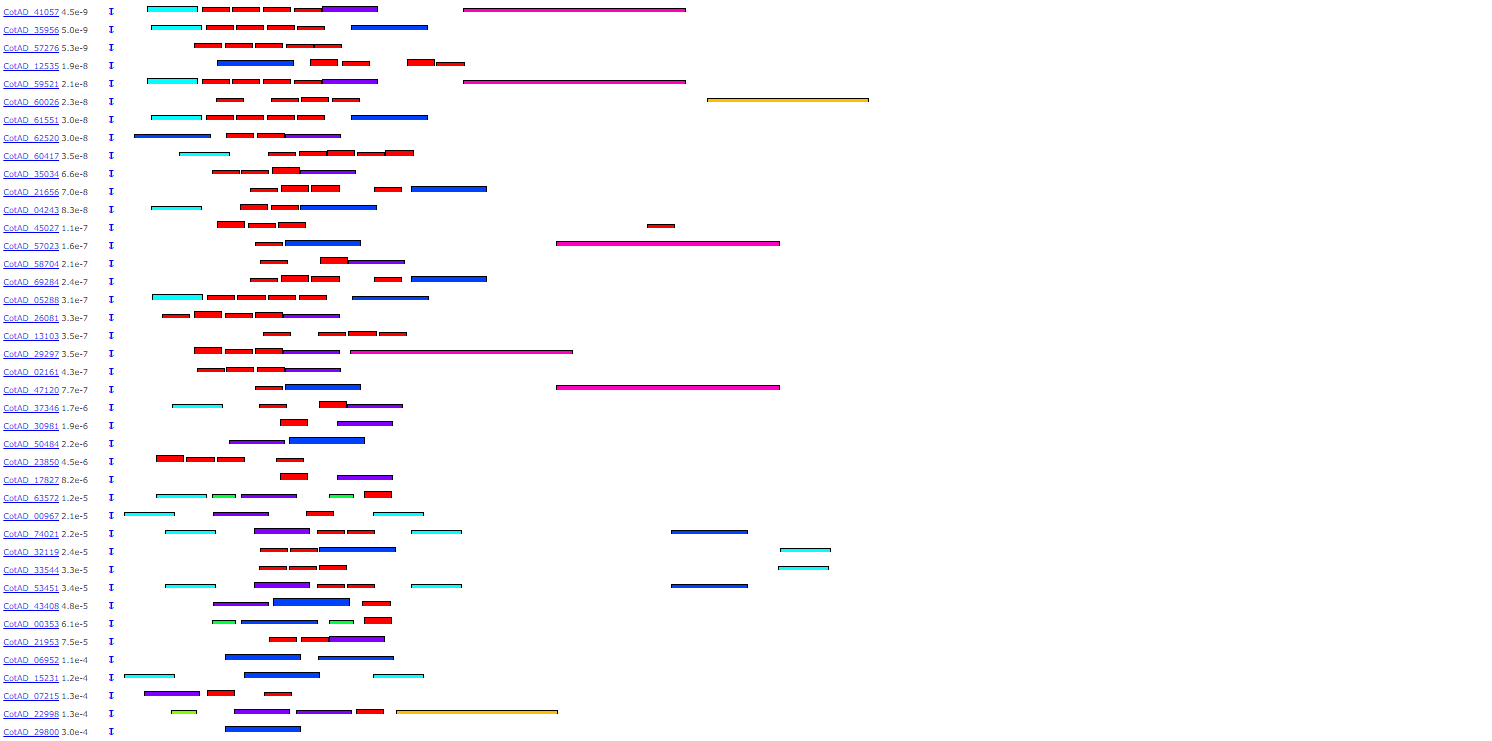 CotAD_41057 4.5e-9
CotAD_35956 5.0e-9
CotAD_57276 5.3e-9
CotAD_12535 1.9e-8
CotAD_59521 2.1e-8
CotAD_60026 2.3e-8
CotAD_61551 3.0e-8
CotAD_62520 3.0e-8
CotAD_60417 3.5e-8
CotAD_35034 6.6e-8
CotAD_21656 7.0e-8
CotAD_04243 8.3e-8
CotAD_45027 1.1e-7
CotAD_57023 1.6e-7
CotAD_58704 2.1e-7
CotAD_69284 2.4e-7
CotAD_05288 3.1e-7
CotAD_26081 3.3e-7
CotAD_13103 3.5e-7
CotAD_29297 3.5e-7
CotAD_02161 4.3e-7
CotAD_47120 7.7e-7
CotAD_37346 1.7e-6
CotAD_30981 1.9e-6
CotAD_50484 2.2e-6
CotAD_23850 4.5e-6
CotAD_17827 8.2e-6
CotAD_63572 1.2e-5
CotAD_00967 2.1e-5
CotAD_74021 2.2e-5
CotAD_32119 2.4e-5
CotAD_33544 3.3e-5
CotAD_53451 3.4e-5
CotAD_43408 4.8e-5
CotAD_00353 6.1e-5
CotAD_21953 7.5e-5
CotAD_06952 1.1e-4
CotAD_15231 1.2e-4
CotAD_07215 1.3e-4
CotAD_22998 1.3e-4
CotAD_29800 3.0e-4